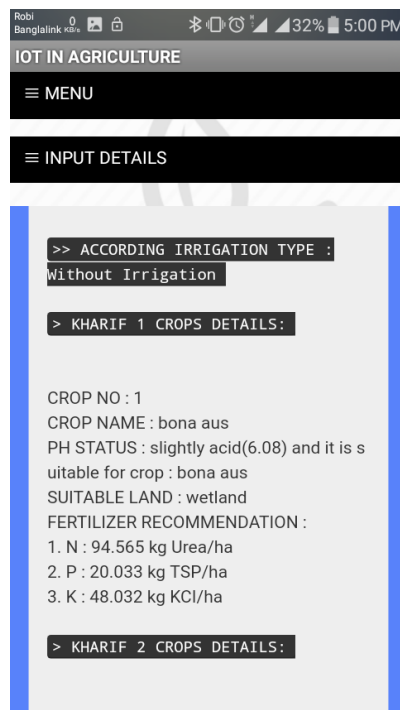 Robi
Banglalink 0 KB/s 32% 5:00 PM
IOT IN AGRICULTURE
≡ MENU
≡ INPUT DETAILS
>> ACCORDING IRRIGATION TYPE :
Without Irrigation
> KHARIF 1 CROPS DETAILS:
CROP NO : 1
CROP NAME : bona aus
PH STATUS : slightly acid(6.08) and it is s
uitable for crop : bona aus
SUITABLE LAND : wetland
FERTILIZER RECOMMENDATION :
1. N : 94.565 kg Urea/ha
2. P : 20.033 kg TSP/ha
3. K : 48.032 kg KCl/ha
> KHARIF 2 CROPS DETAILS: